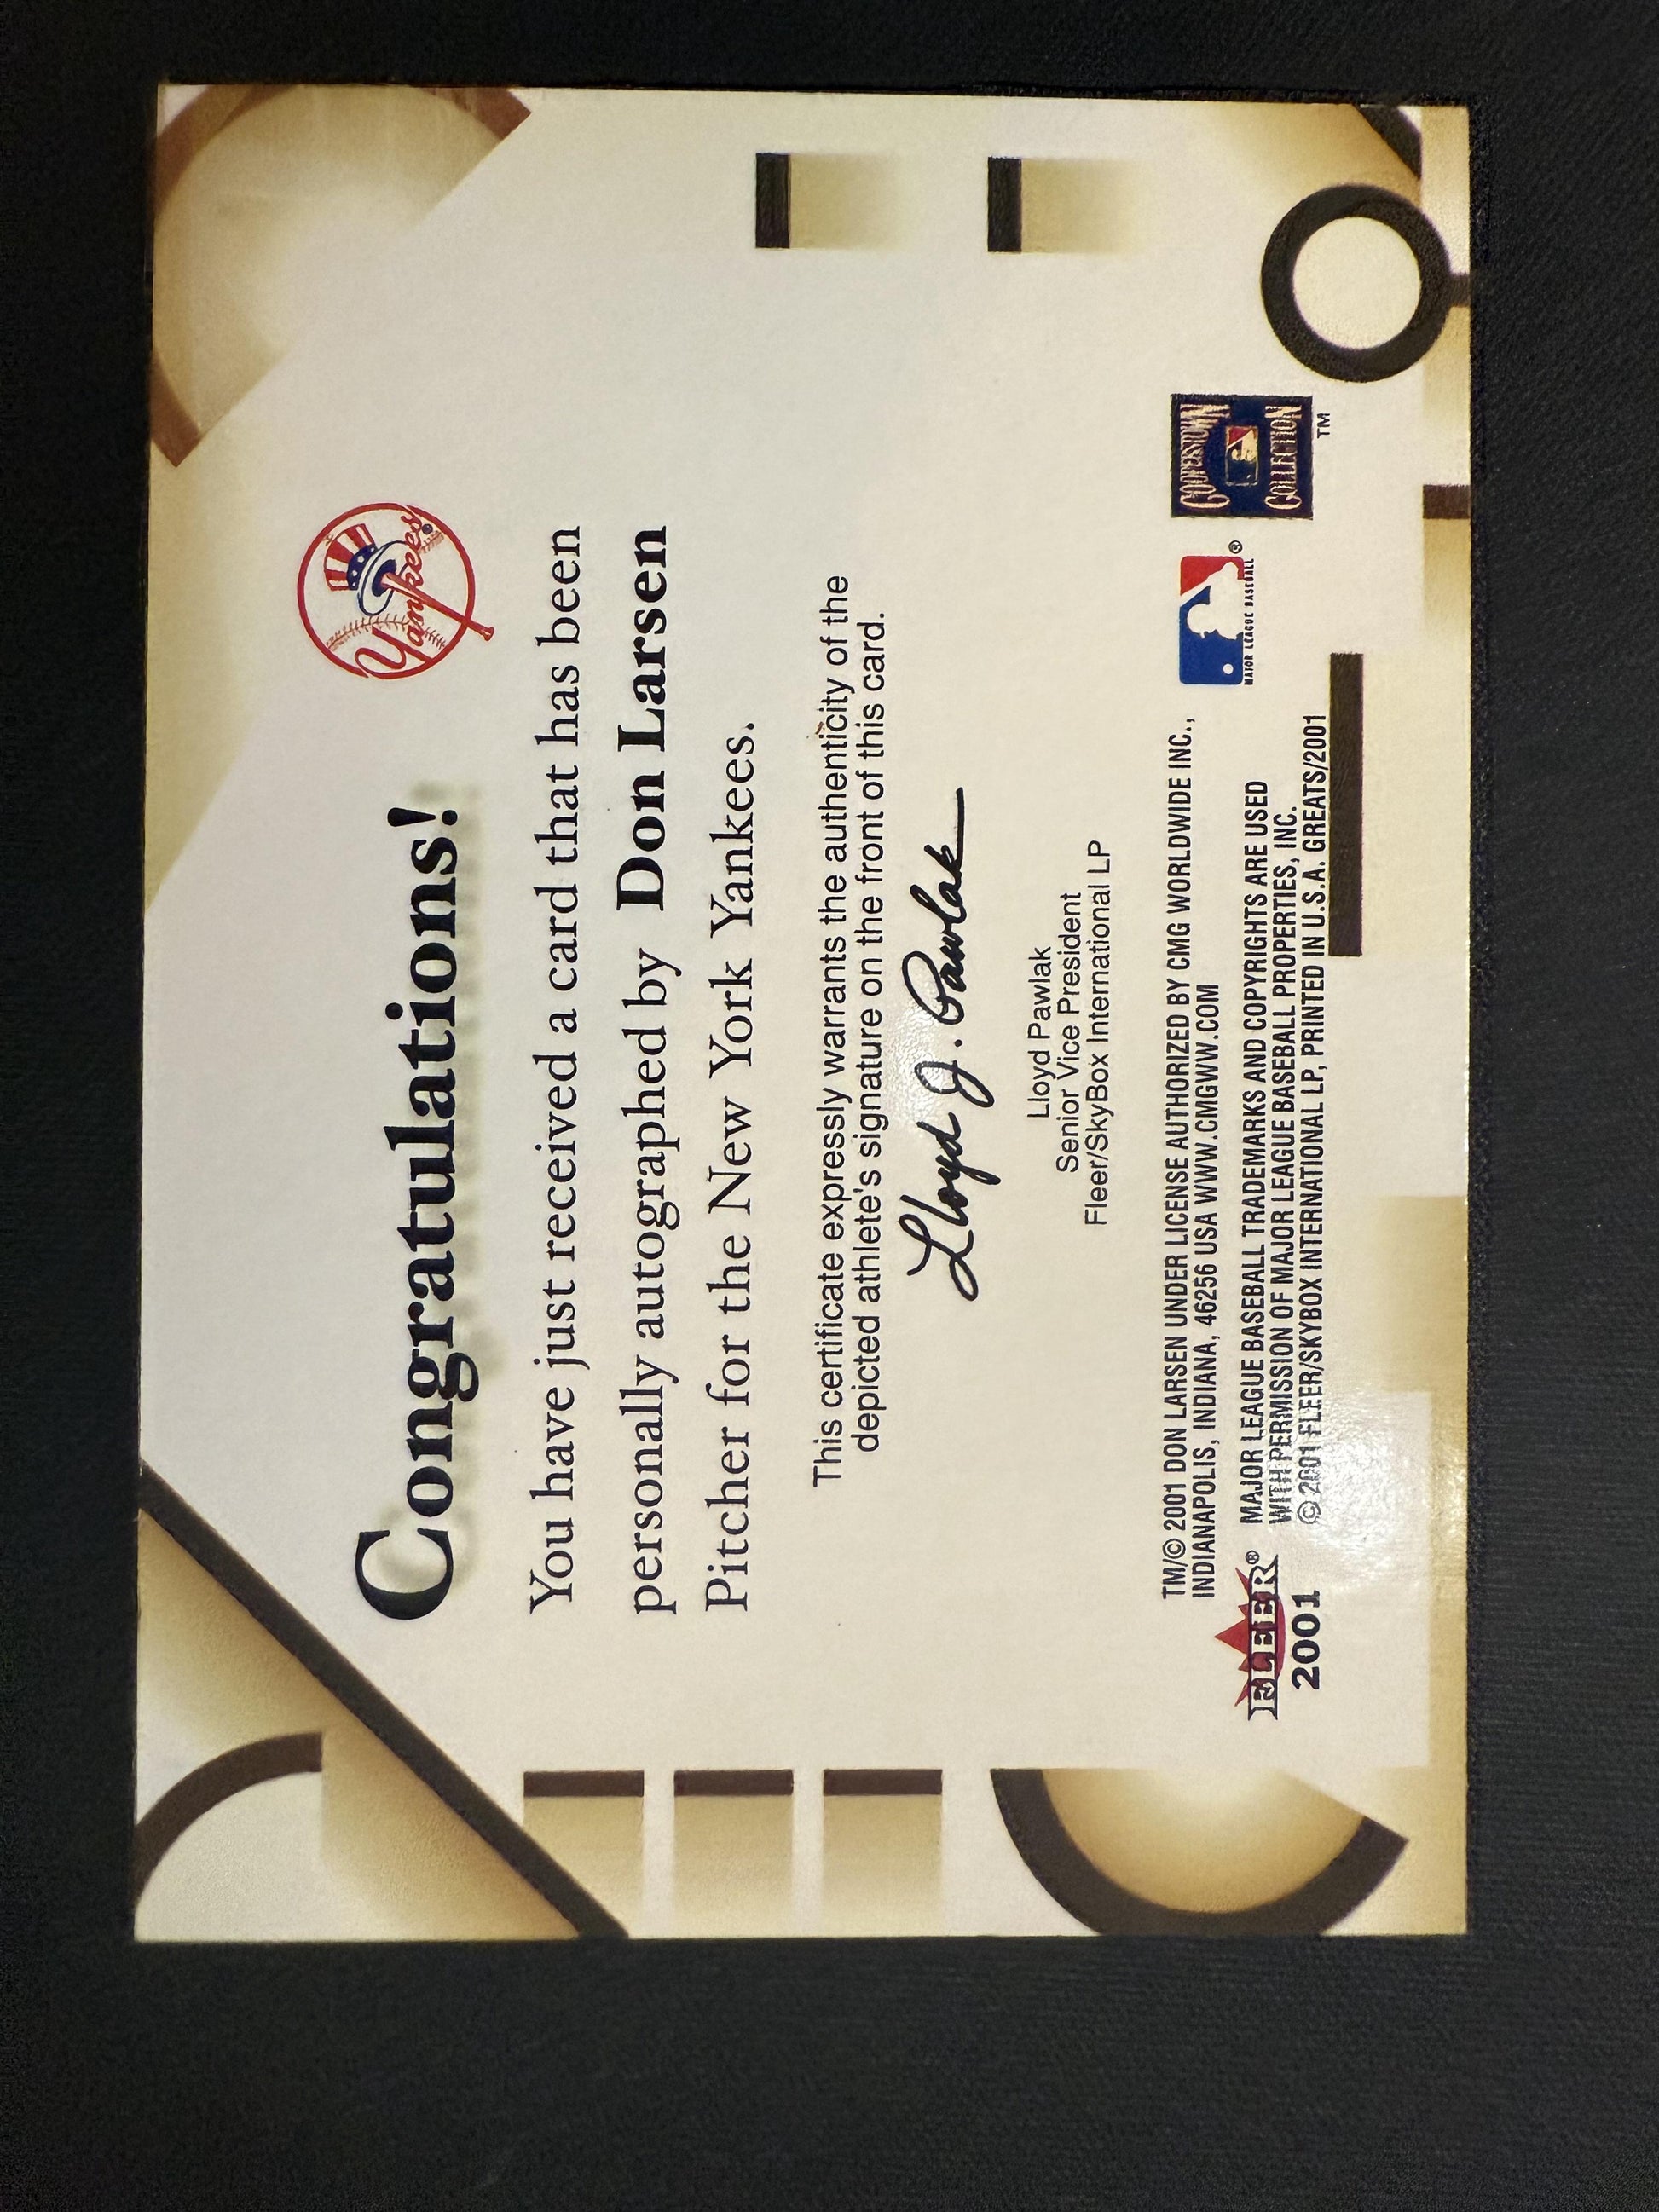 Yankees®
Congratulations!
You have just received a card that has been
personally autographed by Don Larsen
Pitcher for the New York Yankees.
This certificate expressly warrants the authenticity of the
depicted athlete's signature on the front of this card.
Lloyd J. Pawlak
Lloyd Pawlak
Senior Vice President
Fleer/SkyBox International LP
TM/© 2001 DON LARSEN UNDER LICENSE AUTHORIZED BY CMG WORLDWIDE INC.,
INDIANAPOLIS, INDIANA, 46256 USA WWW.CMGWW.COM
MAJOR LEAGUE BASEBALL TRADEMARKS AND COPYRIGHTS ARE USED
WITH PERMISSION OF MAJOR LEAGUE BASEBALL PROPERTIES, INC.
© 2001 FLEER/SKYBOX INTERNATIONAL LP, PRINTED IN U.S.A. GREATS/2001
FLEER®
2001
®
MAJOR LEAGUE BASEBALL
COOPERSTOWN
COLLECTION
TM